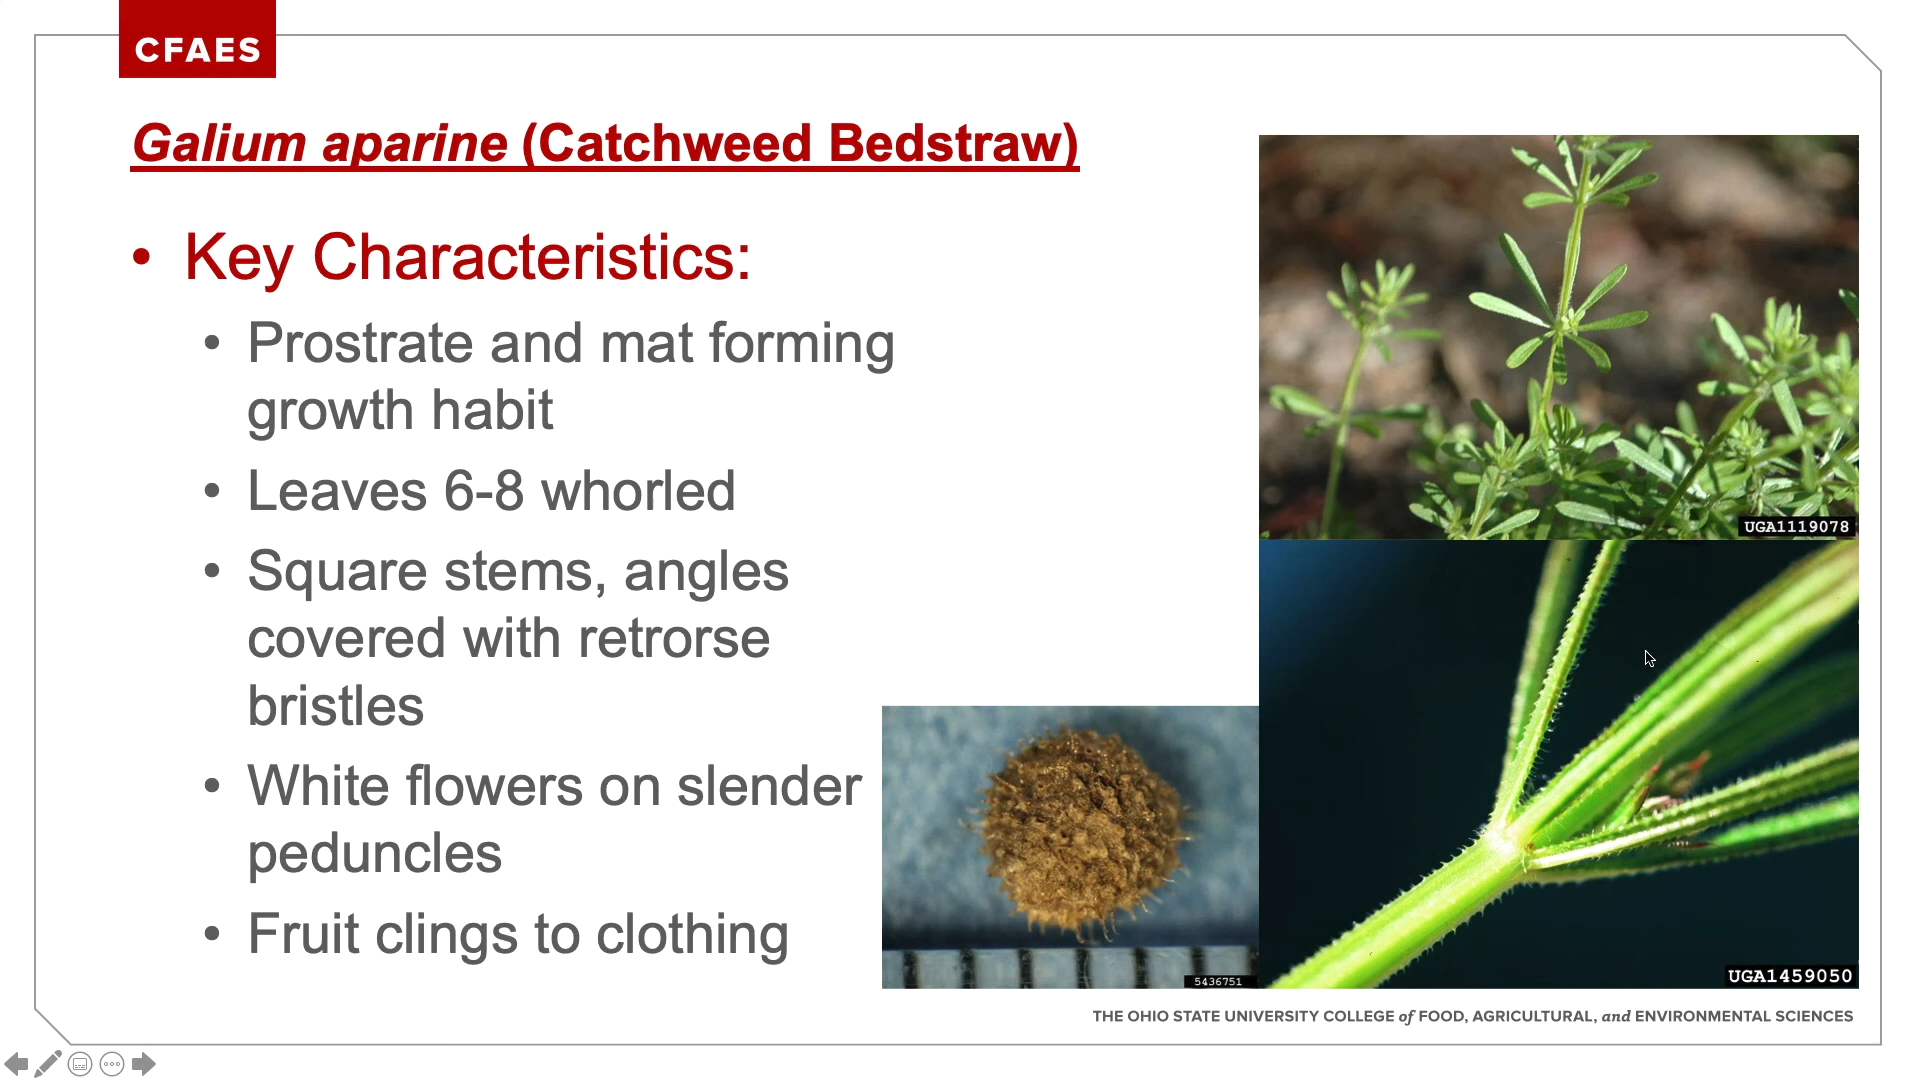 CFAES
Galium aparine (Catchweed Bedstraw)
• Key Characteristics:
• Prostrate and mat forming
growth habit
• Leaves 6-8 whorled
• Square stems, angles
covered with retrorse
bristles
• White flowers on slender
peduncles
• Fruit clings to clothing
UGA1119078
5436751
UGA1459050
THE OHIO STATE UNIVERSITY COLLEGE of FOOD, AGRICULTURAL, and ENVIRONMENTAL SCIENCES